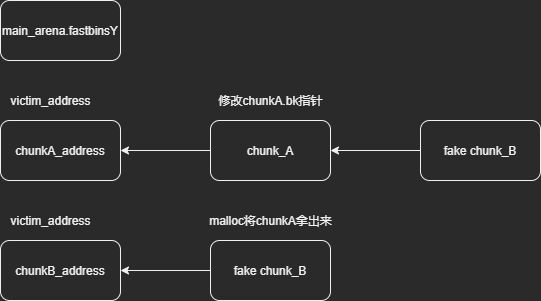 main_arena.fastbinsY
victim_address
修改chunkA.bk指针
chunkA_address
chunk_A
fake chunk_B
victim_address
malloc将chunkA拿出来
chunkB_address
fake chunk_B